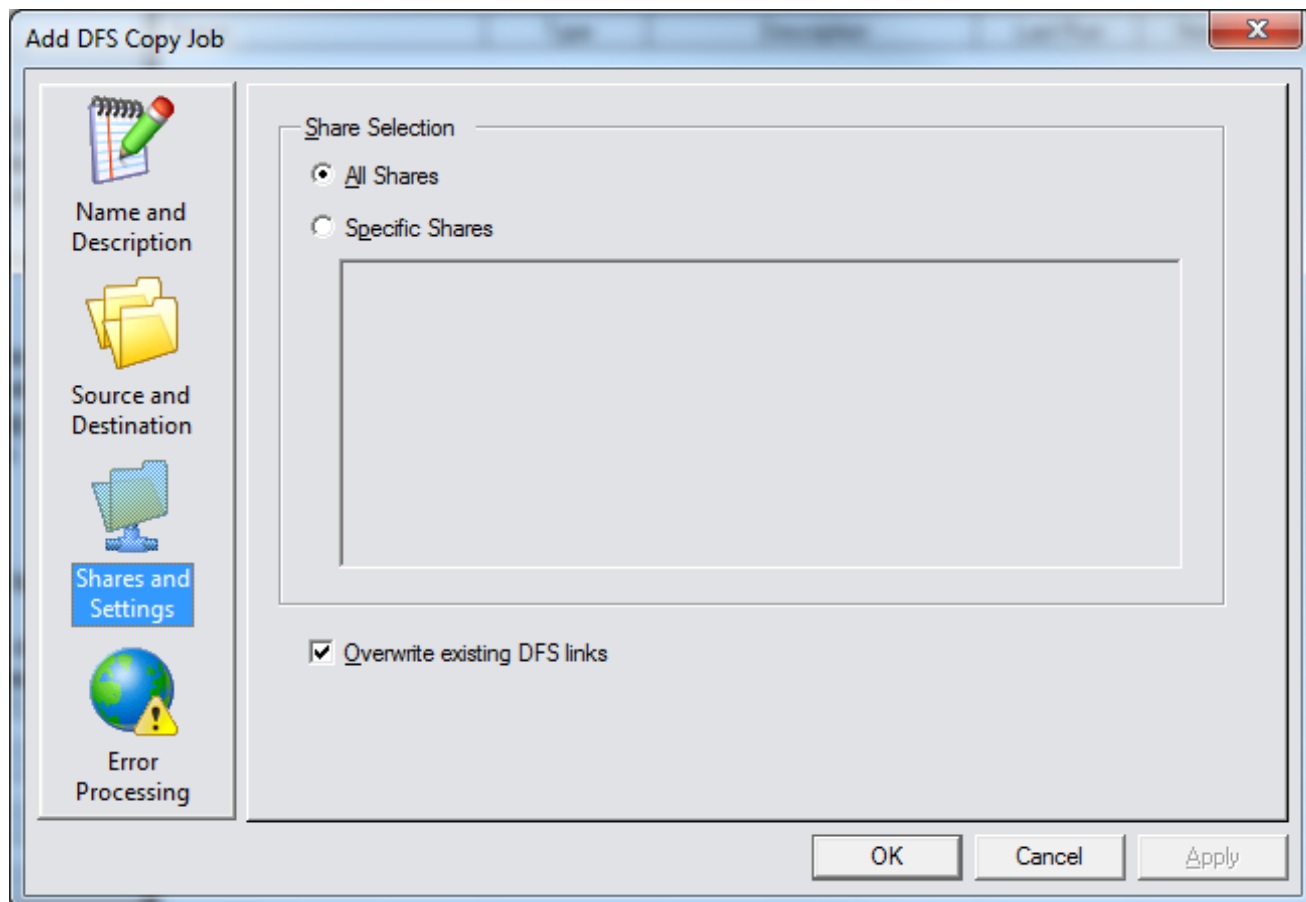 Add DFS Copy Job
Name and
Description
Source and
Destination
Shares and
Settings
Error
Processing
Share Selection
All Shares
Specific Shares
Overwrite existing DFS links
OK
Cancel
Apply